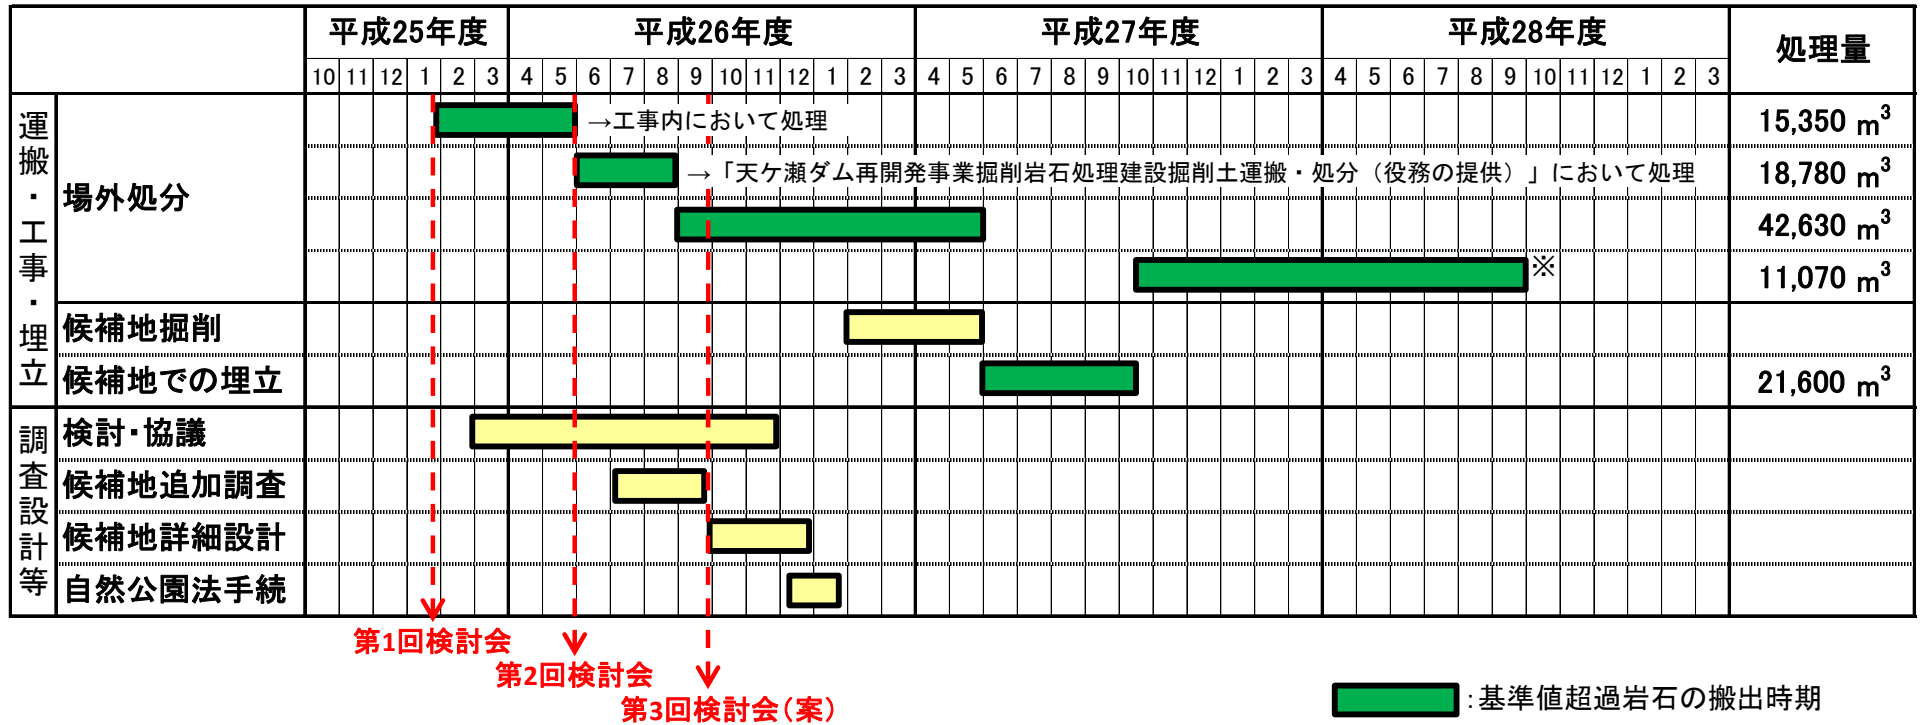 平成25年度 平成26年度 平成27年度 平成28年度 処理量
10 11 12 1 2 3 4 5 6 7 8 9 10 11 12 1 2 3 4 5 6 7 8 9 10 11 12 1 2 3 4 5 6 7 8 9 10 11 12 1 2 3
運搬・工事・埋立
場外処分
→工事内において処理 15,350 m³
→「天ケ瀬ダム再開発事業掘削岩石処理建設掘削土運搬・処分（役務の提供）」において処理 18,780 m³
42,630 m³
※ 11,070 m³
候補地掘削
候補地での埋立 21,600 m³
調査設計等
検討・協議
候補地追加調査
候補地詳細設計
自然公園法手続
第1回検討会
第2回検討会
第3回検討会（案）
：基準値超過岩石の搬出時期